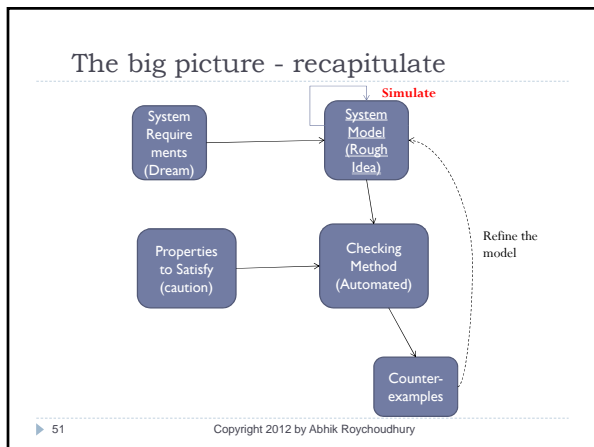 The big picture - recapitulate
Simulate
System
Require
ments
(Dream)
System
Model
(Rough
Idea)
Properties
to Satisfy
(caution)
Checking
Method
(Automated)
Refine the
model
Counter-
examples
51
Copyright 2012 by Abhik Roychoudhury